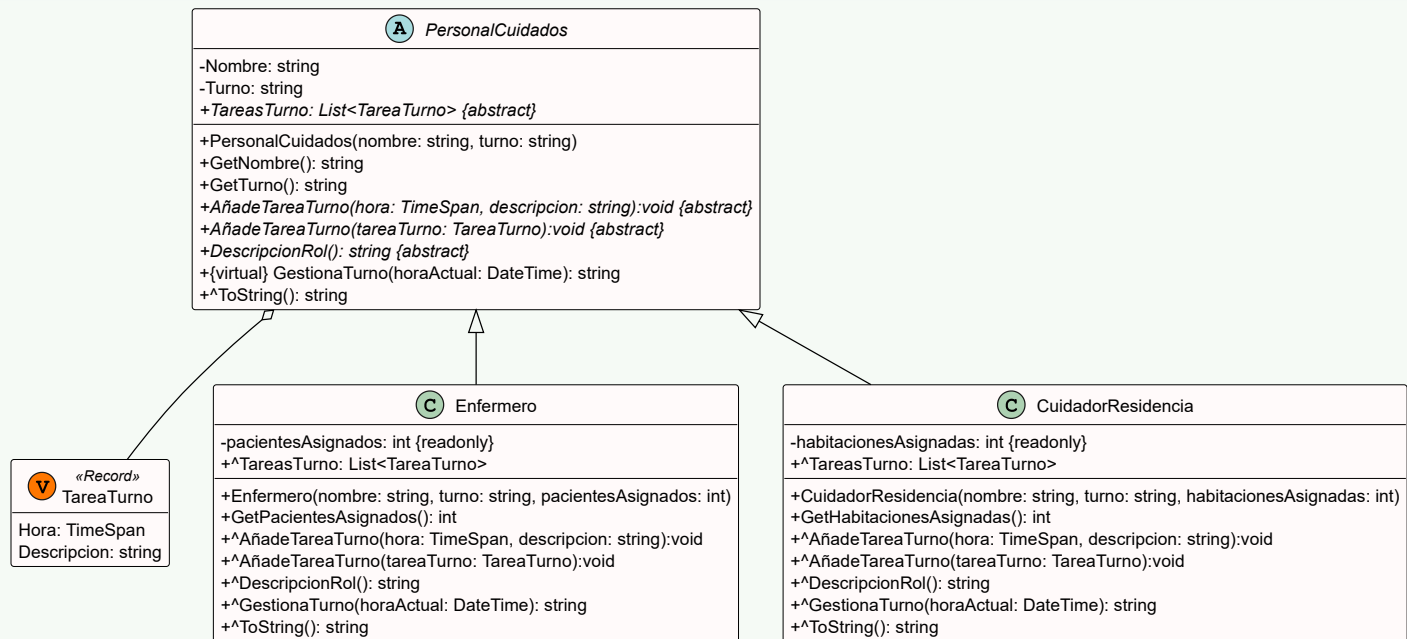 A PersonalCuidados
-Nombre: string
-Turno: string
+TareasTurno: List<TareaTurno> {abstract}
+PersonalCuidados(nombre: string, turno: string)
+GetNombre(): string
+GetTurno(): string
+AñadeTareaTurno(hora: TimeSpan, descripcion: string):void {abstract}
+AñadeTareaTurno(tareaTurno: TareaTurno):void {abstract}
+DescripcionRol(): string {abstract}
+{virtual} GestionaTurno(horaActual: DateTime): string
+^ToString(): string
V «Record»
TareaTurno
Hora: TimeSpan
Descripcion: string
C Enfermero
-pacientesAsignados: int {readonly}
+^TareasTurno: List<TareaTurno>
+Enfermero(nombre: string, turno: string, pacientesAsignados: int)
+GetPacientesAsignados(): int
+^AñadeTareaTurno(hora: TimeSpan, descripcion: string):void
+^AñadeTareaTurno(tareaTurno: TareaTurno):void
+^DescripcionRol(): string
+^GestionaTurno(horaActual: DateTime): string
+^ToString(): string
C CuidadorResidencia
-habitacionesAsignadas: int {readonly}
+^TareasTurno: List<TareaTurno>
+CuidadorResidencia(nombre: string, turno: string, habitacionesAsignadas: int)
+GetHabitacionesAsignadas(): int
+^AñadeTareaTurno(hora: TimeSpan, descripcion: string):void
+^AñadeTareaTurno(tareaTurno: TareaTurno):void
+^DescripcionRol(): string
+^GestionaTurno(horaActual: DateTime): string
+^ToString(): string